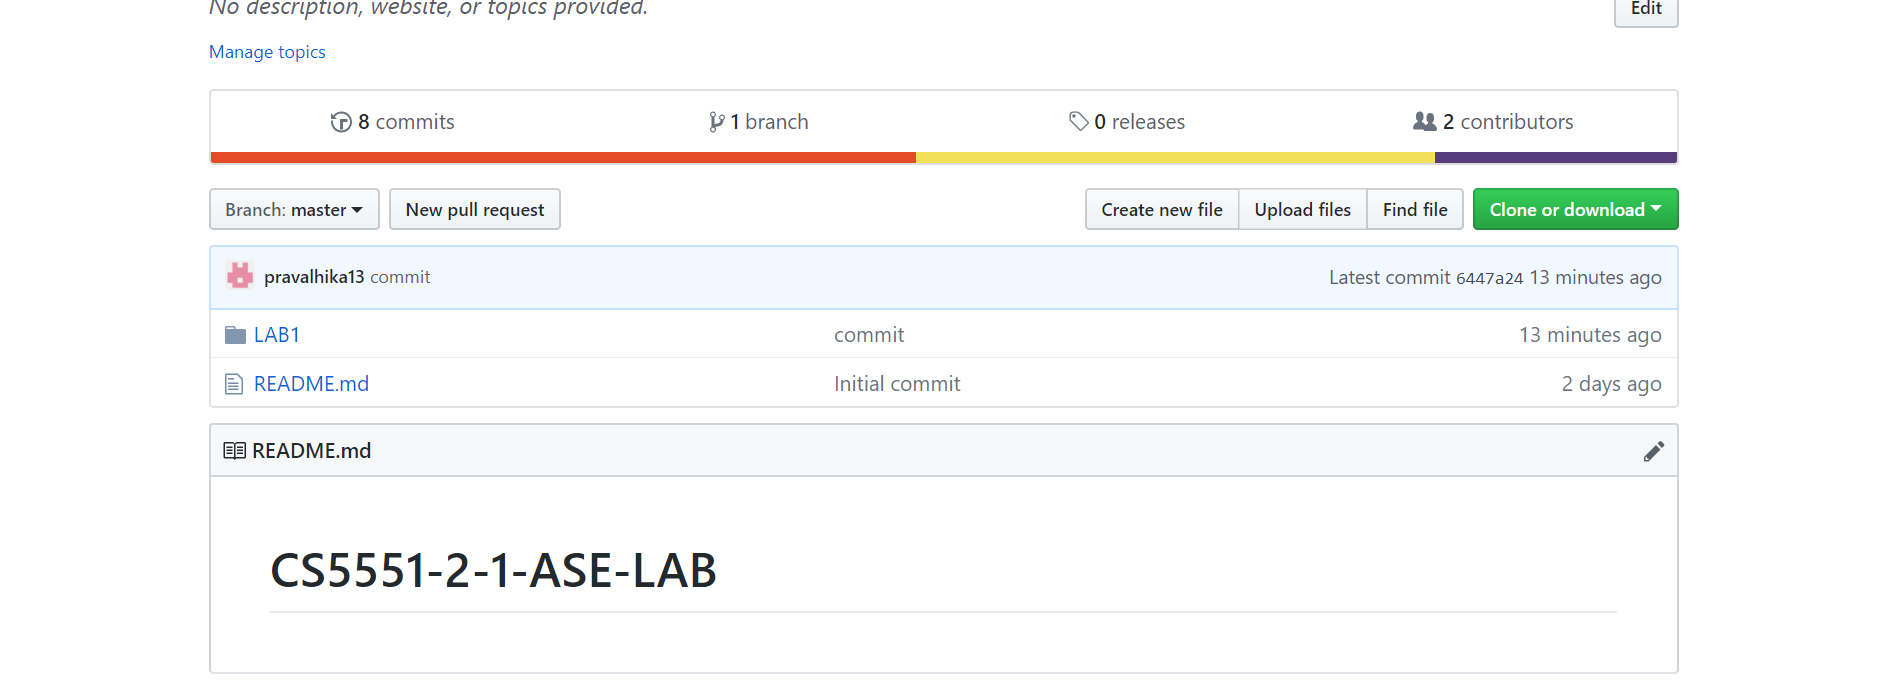 No description, website, or topics provided.
Edit
Manage topics
8 commits
1 branch
0 releases
2 contributors
Branch: master
New pull request
Create new file
Upload files
Find file
Clone or download
pravalhika13 commit
Latest commit 6447a24 13 minutes ago
LAB1
commit
13 minutes ago
README.md
Initial commit
2 days ago
README.md
CS5551-2-1-ASE-LAB